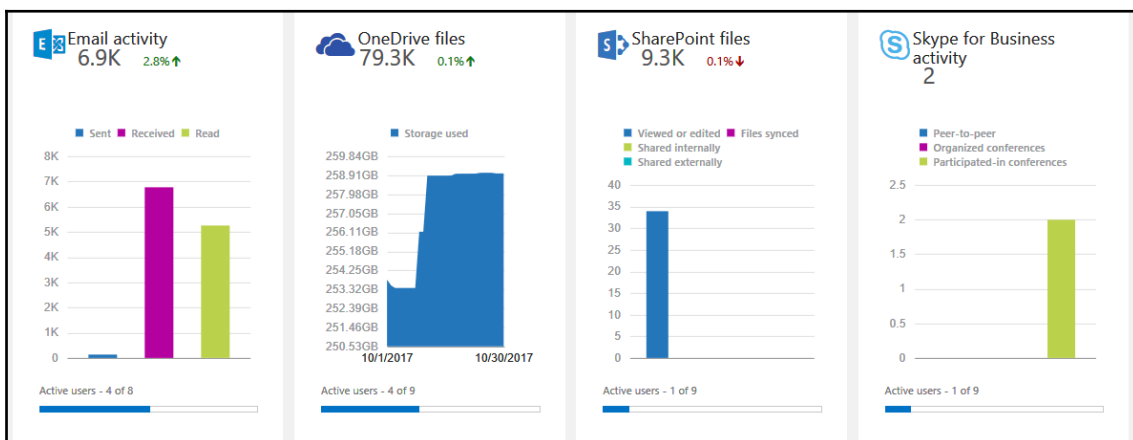 Email activity
6.9K 2.8%
Sent Received Read
8K
7K
6K
5K
4K
3K
2K
1K
0
Active users - 4 of 8
OneDrive files
79.3K 0.1%
Storage used
259.84GB
258.91GB
257.98GB
257.05GB
256.11GB
255.18GB
254.25GB
253.32GB
252.39GB
251.46GB
250.53GB
10/1/2017 10/30/2017
Active users - 4 of 9
SharePoint files
9.3K 0.1%
Viewed or edited Files synced
Shared internally
Shared externally
40
35
30
25
20
15
10
5
0
Active users - 1 of 9
Skype for Business
activity
2
Peer-to-peer
Organized conferences
Participated-in conferences
2.5
2
1.5
1
0.5
0
Active users - 1 of 9